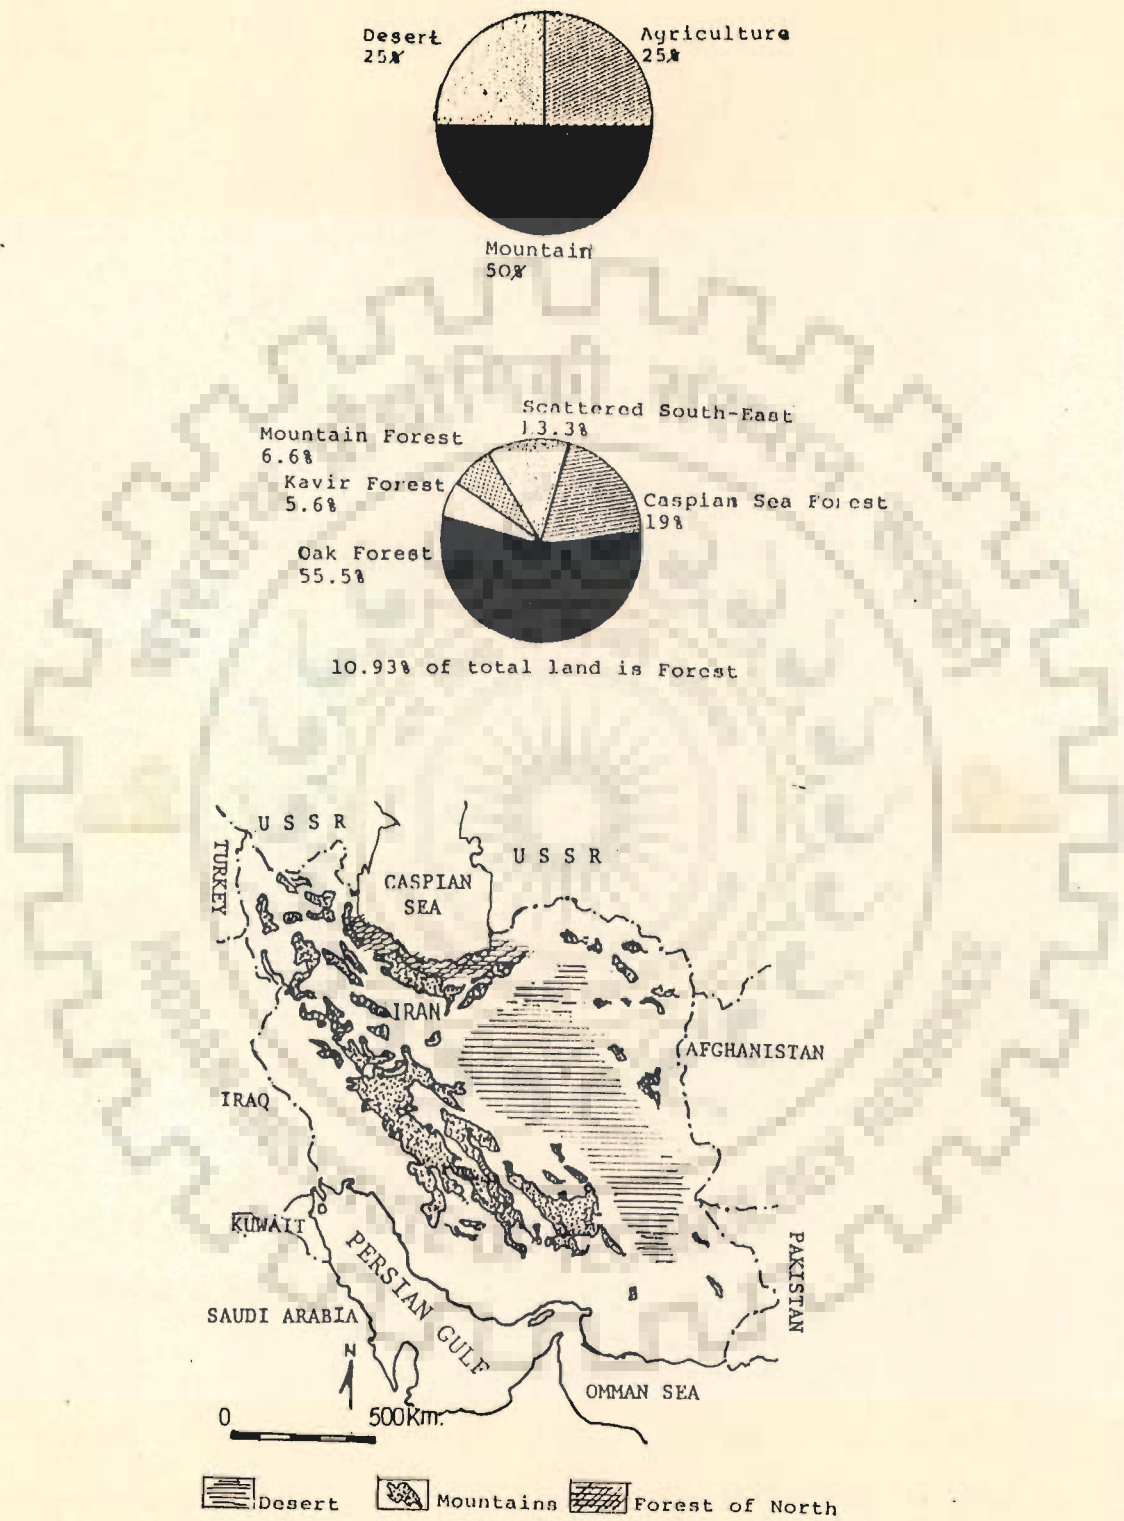 Desert
25%
Agriculture
25%
Mountain
50%
Scattered South-East
13.3%
Mountain Forest
6.6%
Kavir Forest
5.6%
Caspian Sea Forest
19%
Oak Forest
55.5%
10.93% of total land is Forest
U S S R
TURKEY
CASPIAN
SEA
U S S R
IRAN
AFGHANISTAN
IRAQ
KUWAIT
PERSIAN GULF
PAKISTAN
SAUDI ARABIA
N
OMMAN SEA
0 500Km.
Desert Mountains Forest of North